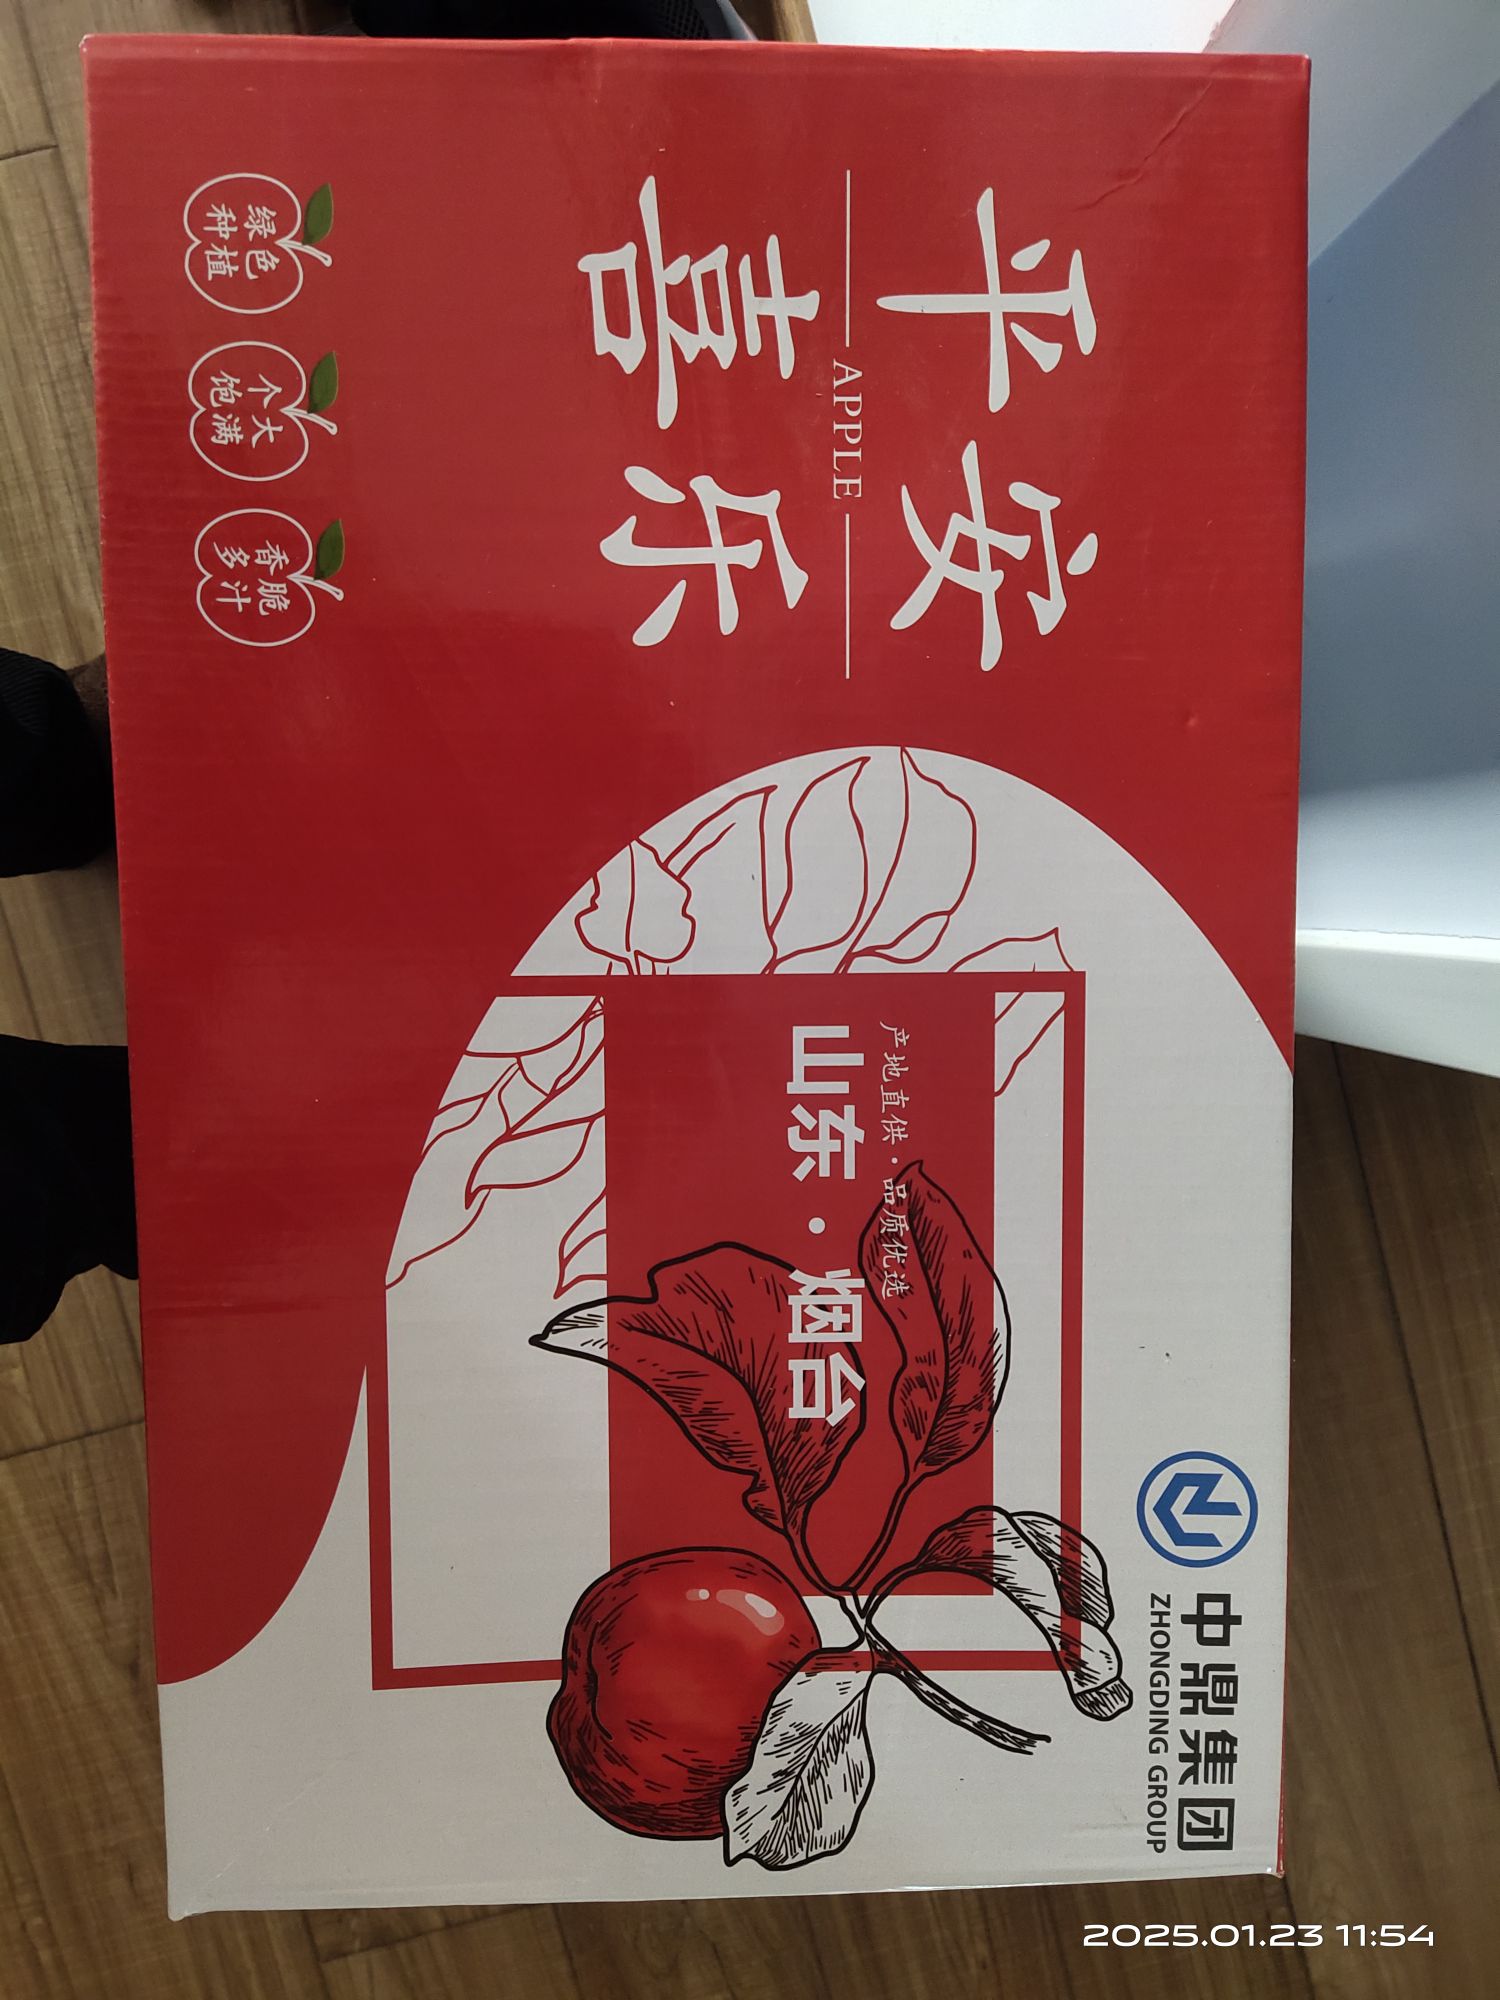 平安
APPLE
喜乐
绿色
种植
个大
饱满
香脆
多汁
中鼎集团
ZHONGDING GROUP
产地直供·品质优选
山东·烟台
2025.01.23 11:54